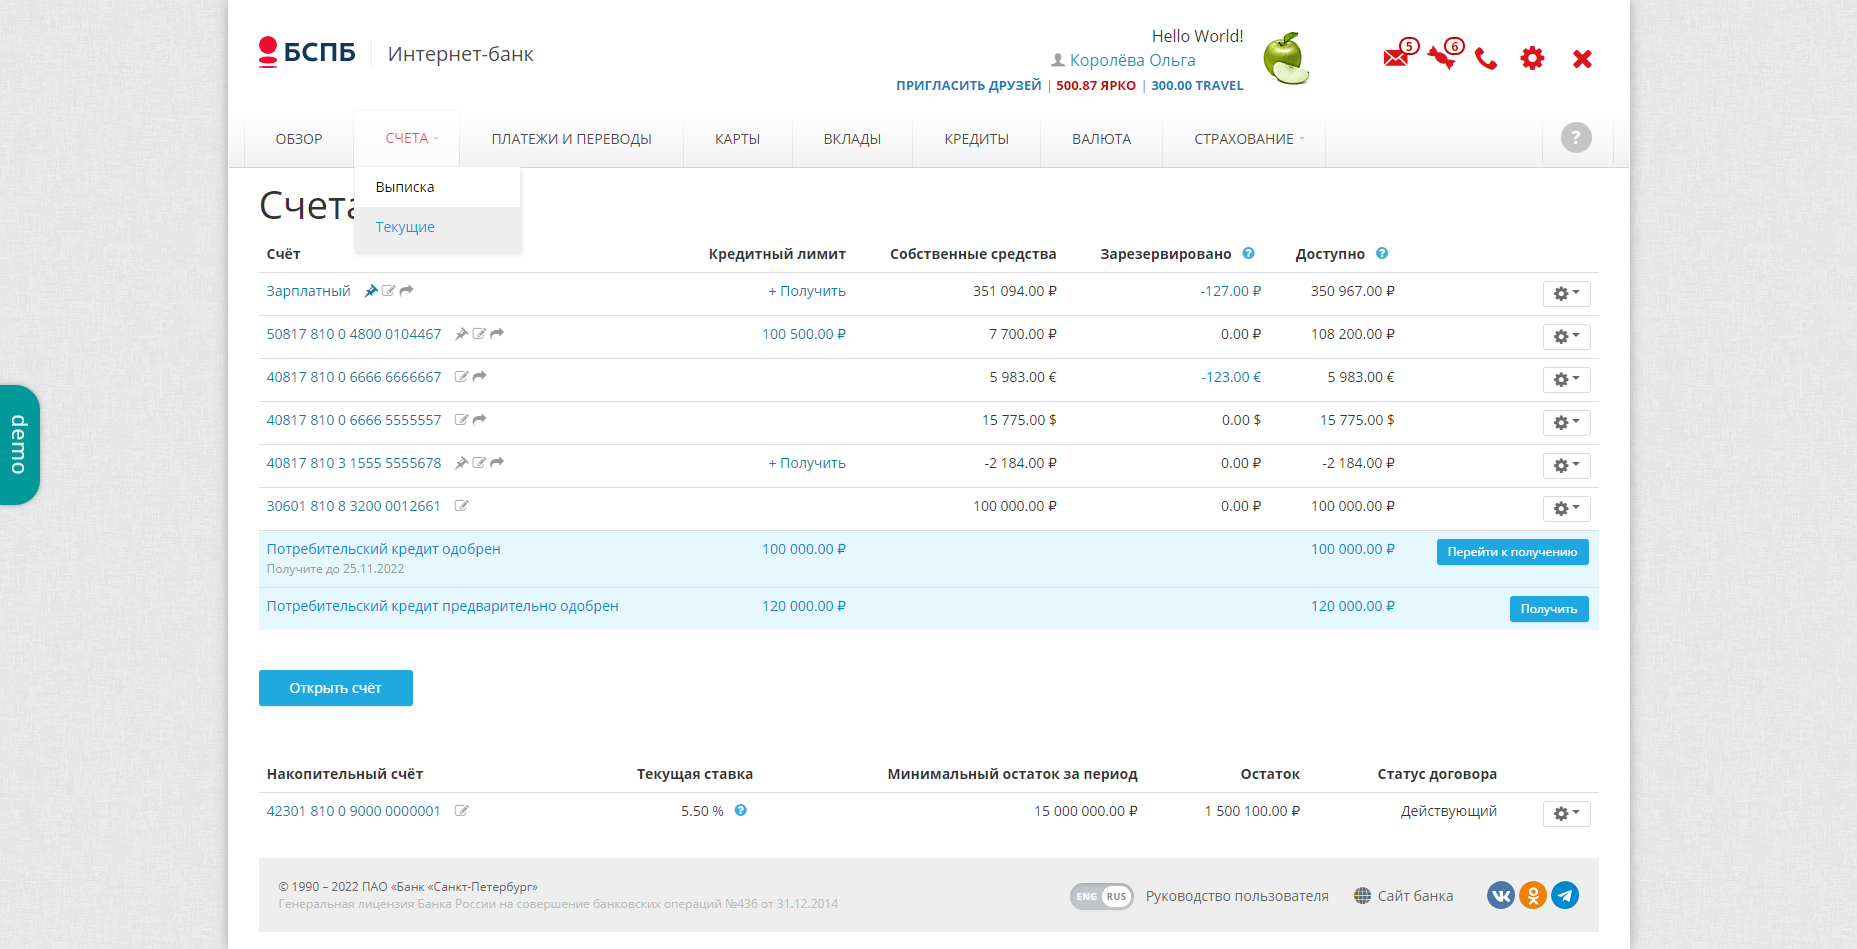 БСПБ
Интернет-банк
Hello World!
Королёва Ольга
ПРИГЛАСИТЬ ДРУЗЕЙ | 500.87 ЯРКО | 300.00 TRAVEL
5
6
ОБЗОР
СЧЕТА
ПЛАТЕЖИ И ПЕРЕВОДЫ
КАРТЫ
ВКЛАДЫ
КРЕДИТЫ
ВАЛЮТА
СТРАХОВАНИЕ
?
Выписка
Текущие
Счета
Счёт Кредитный лимит Собственные средства Зарезервировано ? Доступно ?
Зарплатный + Получить 351 094.00 ₽ -127.00 ₽ 350 967.00 ₽
50817 810 0 4800 0104467 100 500.00 ₽ 7 700.00 ₽ 0.00 ₽ 108 200.00 ₽
40817 810 0 6666 6666667 5 983.00 € -123.00 € 5 983.00 €
40817 810 0 6666 5555557 15 775.00 $ 0.00 $ 15 775.00 $
40817 810 3 1555 5555678 + Получить -2 184.00 ₽ 0.00 ₽ -2 184.00 ₽
30601 810 8 3200 0012661 100 000.00 ₽ 0.00 ₽ 100 000.00 ₽
Потребительский кредит одобрен 100 000.00 ₽ 100 000.00 ₽ Перейти к получению
Получите до 25.11.2022
Потребительский кредит предварительно одобрен 120 000.00 ₽ 120 000.00 ₽ Получить
Открыть счёт
Накопительный счёт Текущая ставка Минимальный остаток за период Остаток Статус договора
42301 810 0 9000 0000001 5.50 % ? 15 000 000.00 ₽ 1 500 100.00 ₽ Действующий
© 1990 – 2022 ПАО «Банк «Санкт-Петербург»
Генеральная лицензия Банка России на совершение банковских операций №436 от 31.12.2014
ENG RUS
Руководство пользователя
Сайт банка
demo